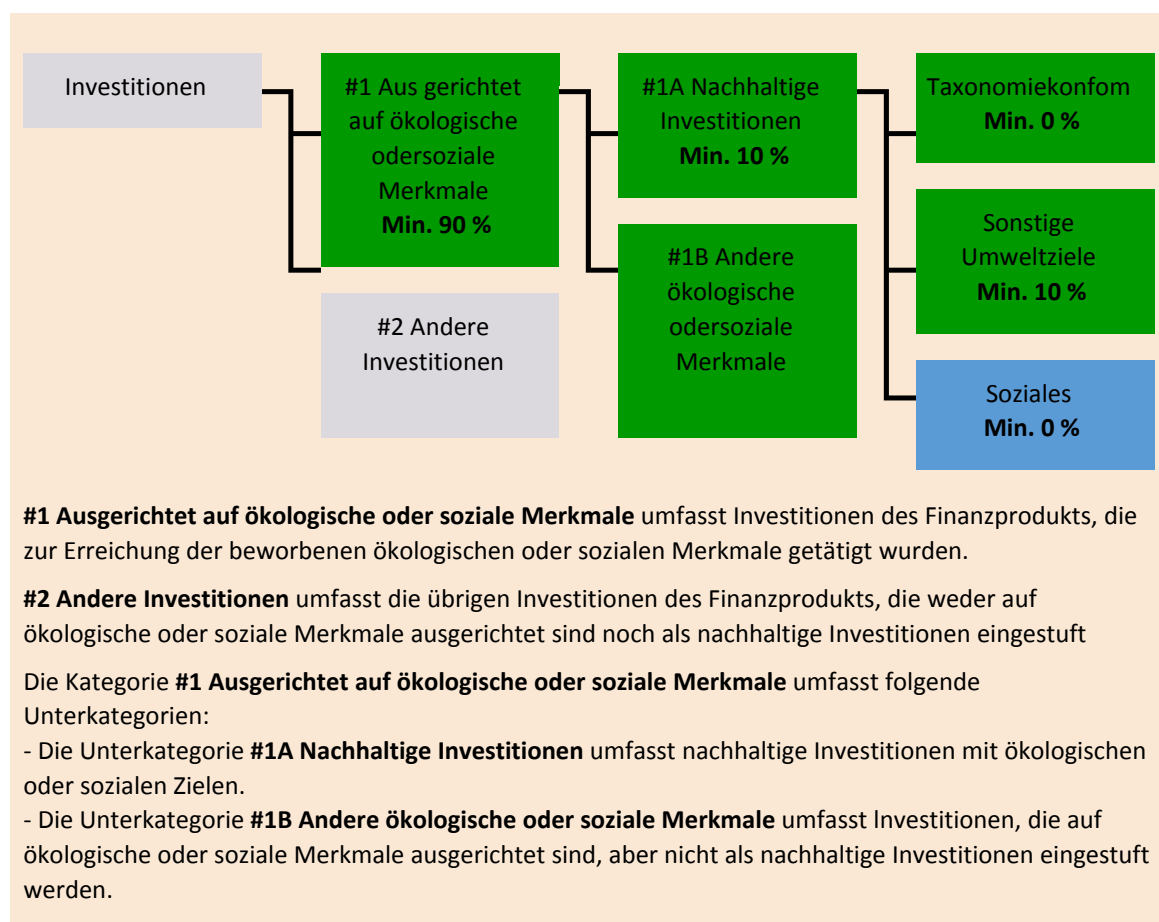 Investitionen
#1 Aus gerichtet
auf ökologische
odersoziale
Merkmale
Min. 90 %
#2 Andere
Investitionen
#1A Nachhaltige
Investitionen
Min. 10 %
#1B Andere
ökologische
odersoziale
Merkmale
Taxonomiekonfom
Min. 0 %
Sonstige
Umweltziele
Min. 10 %
Soziales
Min. 0 %
#1 Ausgerichtet auf ökologische oder soziale Merkmale umfasst Investitionen des Finanzprodukts, die
zur Erreichung der beworbenen ökologischen oder sozialen Merkmale getätigt wurden.
#2 Andere Investitionen umfasst die übrigen Investitionen des Finanzprodukts, die weder auf
ökologische oder soziale Merkmale ausgerichtet sind noch als nachhaltige Investitionen eingestuft
Die Kategorie #1 Ausgerichtet auf ökologische oder soziale Merkmale umfasst folgende
Unterkategorien:
- Die Unterkategorie #1A Nachhaltige Investitionen umfasst nachhaltige Investitionen mit ökologischen
oder sozialen Zielen.
- Die Unterkategorie #1B Andere ökologische oder soziale Merkmale umfasst lnvestitionen, die auf
ökologische oder soziale Merkmale ausgerichtet sind, aber nicht als nachhaltige Investitionen eingestuft
werden.